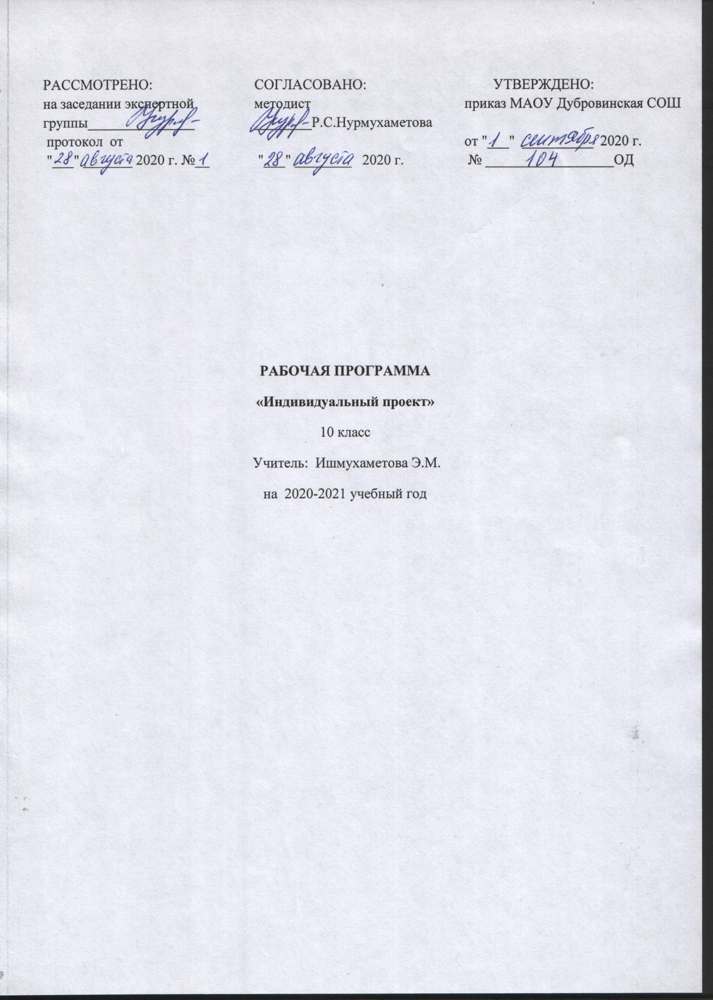 РАССМОТРЕНО:
на заседании экспертной
группы_______________
протокол от
"28" августа 2020 г. №1
СОГЛАСОВАНО:
методист
________Р.С.Нурмухаметова
"28" августа 2020 г.
УТВЕРЖДЕНО:
приказ МАОУ Дубровинская СОШ
от "1" сентября 2020 г.
№ 104 ОД
РАБОЧАЯ ПРОГРАММА
«Индивидуальный проект»
10 класс
Учитель: Ишмухаметова Э.М.
на 2020-2021 учебный год